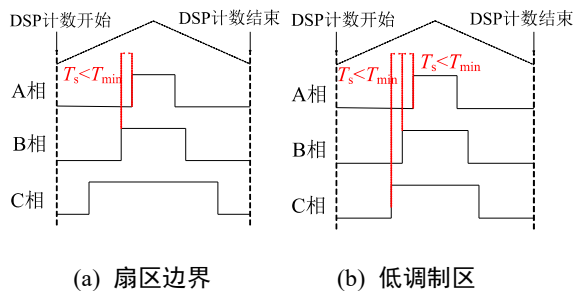 DSP计数开始 DSP计数结束
Ts<Tmin
A相
B相
C相
(a) 扇区边界
DSP计数开始 DSP计数结束
Ts<Tmin Ts<Tmin
A相
B相
C相
(b) 低调制区